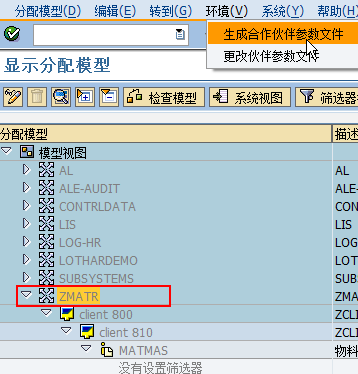 分配模型(D) 编辑(E) 转到(G) 环境(V) 系统(Y) 帮助(H)
生成合作伙伴参数文件
更改伙伴参数文件
显示分配模型
检查模型 系统视图 筛选器
分配模型 描述
模型视图
AL AL
ALE-AUDIT ALE-
CONTRLDATA CONT
LIS LIS
LOG-HR LOG-
LOTHARDEMO LOTH
SUBSYSTEMS SUBS
ZMATR ZMA
client 800 ZCLI
client 810 ZCLI
MATMAS 物料
没有设置筛选器